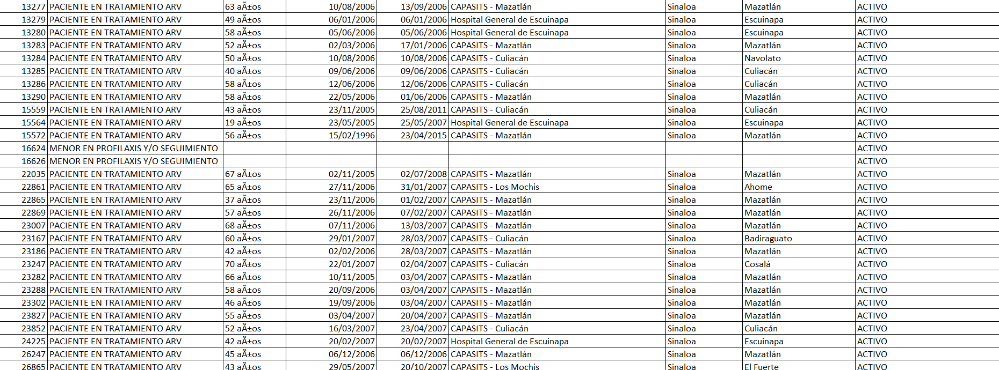 13277 PACIENTE EN TRATAMIENTO ARV 63 aÃ±os 10/08/2006 13/09/2006 CAPASITS - Mazatlán Sinaloa Mazatlán ACTIVO
13279 PACIENTE EN TRATAMIENTO ARV 49 aÃ±os 06/01/2006 06/01/2006 Hospital General de Escuinapa Sinaloa Escuinapa ACTIVO
13280 PACIENTE EN TRATAMIENTO ARV 58 aÃ±os 05/06/2006 05/06/2006 Hospital General de Escuinapa Sinaloa Escuinapa ACTIVO
13283 PACIENTE EN TRATAMIENTO ARV 52 aÃ±os 02/03/2006 17/01/2006 CAPASITS - Mazatlán Sinaloa Mazatlán ACTIVO
13284 PACIENTE EN TRATAMIENTO ARV 50 aÃ±os 10/08/2006 10/08/2006 CAPASITS - Culiacán Sinaloa Navolato ACTIVO
13285 PACIENTE EN TRATAMIENTO ARV 40 aÃ±os 09/06/2006 09/06/2006 CAPASITS - Culiacán Sinaloa Culiacán ACTIVO
13286 PACIENTE EN TRATAMIENTO ARV 58 aÃ±os 12/06/2006 12/06/2006 CAPASITS - Culiacán Sinaloa Culiacán ACTIVO
13290 PACIENTE EN TRATAMIENTO ARV 58 aÃ±os 22/05/2006 01/06/2006 CAPASITS - Mazatlán Sinaloa Mazatlán ACTIVO
15559 PACIENTE EN TRATAMIENTO ARV 43 aÃ±os 23/11/2005 25/08/2011 CAPASITS - Culiacán Sinaloa Culiacán ACTIVO
15564 PACIENTE EN TRATAMIENTO ARV 19 aÃ±os 23/05/2005 25/05/2007 Hospital General de Escuinapa Sinaloa Escuinapa ACTIVO
15572 PACIENTE EN TRATAMIENTO ARV 56 aÃ±os 15/02/1996 23/04/2015 CAPASITS - Mazatlán Sinaloa Mazatlán ACTIVO
16624 MENOR EN PROFILAXIS Y/O SEGUIMIENTO ACTIVO
16626 MENOR EN PROFILAXIS Y/O SEGUIMIENTO ACTIVO
22035 PACIENTE EN TRATAMIENTO ARV 67 aÃ±os 02/11/2005 02/07/2008 CAPASITS - Mazatlán Sinaloa Mazatlán ACTIVO
22861 PACIENTE EN TRATAMIENTO ARV 65 aÃ±os 27/11/2006 31/01/2007 CAPASITS - Los Mochis Sinaloa Ahome ACTIVO
22865 PACIENTE EN TRATAMIENTO ARV 37 aÃ±os 23/11/2006 01/02/2007 CAPASITS - Mazatlán Sinaloa Mazatlán ACTIVO
22869 PACIENTE EN TRATAMIENTO ARV 57 aÃ±os 26/11/2006 07/02/2007 CAPASITS - Mazatlán Sinaloa Mazatlán ACTIVO
23007 PACIENTE EN TRATAMIENTO ARV 68 aÃ±os 07/11/2006 13/03/2007 CAPASITS - Mazatlán Sinaloa Mazatlán ACTIVO
23167 PACIENTE EN TRATAMIENTO ARV 60 aÃ±os 29/01/2007 28/03/2007 CAPASITS - Culiacán Sinaloa Badiraguato ACTIVO
23186 PACIENTE EN TRATAMIENTO ARV 42 aÃ±os 02/02/2006 28/03/2007 CAPASITS - Mazatlán Sinaloa Mazatlán ACTIVO
23247 PACIENTE EN TRATAMIENTO ARV 70 aÃ±os 22/01/2007 02/04/2007 CAPASITS - Culiacán Sinaloa Cosalá ACTIVO
23282 PACIENTE EN TRATAMIENTO ARV 66 aÃ±os 10/11/2005 03/04/2007 CAPASITS - Mazatlán Sinaloa Mazatlán ACTIVO
23288 PACIENTE EN TRATAMIENTO ARV 58 aÃ±os 20/09/2006 03/04/2007 CAPASITS - Mazatlán Sinaloa Mazatlán ACTIVO
23302 PACIENTE EN TRATAMIENTO ARV 46 aÃ±os 19/09/2006 03/04/2007 CAPASITS - Mazatlán Sinaloa Mazatlán ACTIVO
23827 PACIENTE EN TRATAMIENTO ARV 55 aÃ±os 03/04/2007 20/04/2007 CAPASITS - Mazatlán Sinaloa Mazatlán ACTIVO
23852 PACIENTE EN TRATAMIENTO ARV 52 aÃ±os 16/03/2007 23/04/2007 CAPASITS - Culiacán Sinaloa Culiacán ACTIVO
24225 PACIENTE EN TRATAMIENTO ARV 42 aÃ±os 20/02/2007 20/02/2007 Hospital General de Escuinapa Sinaloa Escuinapa ACTIVO
26247 PACIENTE EN TRATAMIENTO ARV 45 aÃ±os 06/12/2006 06/12/2006 CAPASITS - Mazatlán Sinaloa Mazatlán ACTIVO
26865 PACIENTE EN TRATAMIENTO ARV 43 aÃ±os 29/05/2007 20/10/2007 CAPASITS - Los Mochis Sinaloa El Fuerte ACTIVO